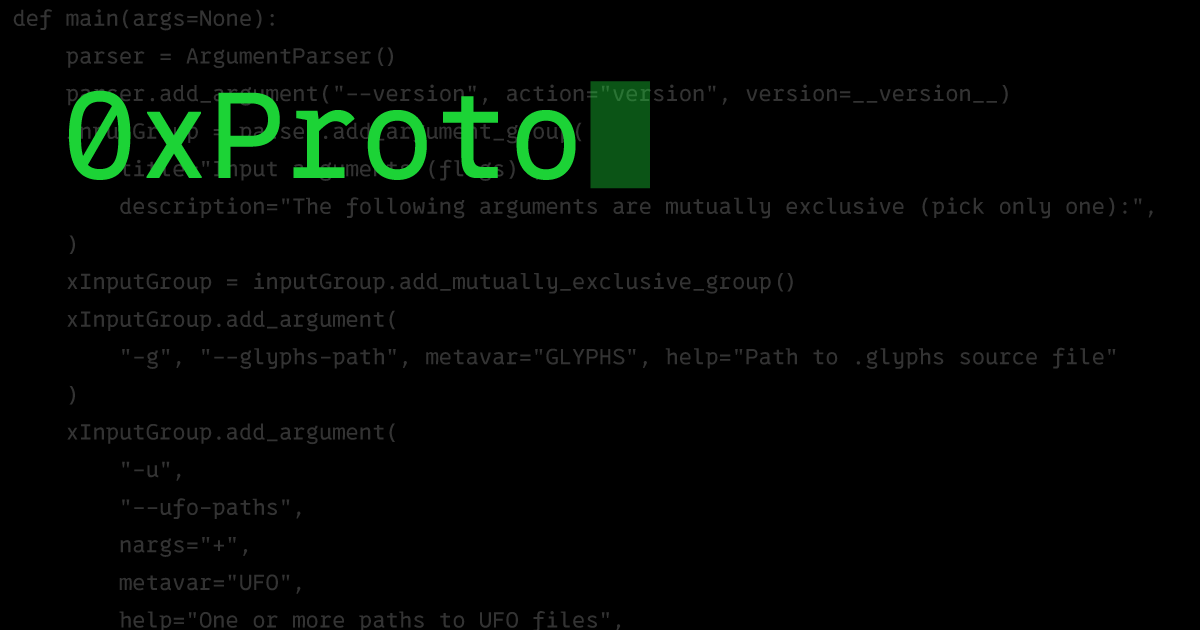 def main(args=None):
    parser = ArgumentParser()
    parser.add_argument("--version", action="version", version=__version__)
0xProto
    inputGroup = parser.add_argument_group(
        title="Input arguments (flags)
        description="The following arguments are mutually exclusive (pick only one):",
    )
    xInputGroup = inputGroup.add_mutually_exclusive_group()
    xInputGroup.add_argument(
        "-g", "--glyphs-path", metavar="GLYPHS", help="Path to .glyphs source file"
    )
    xInputGroup.add_argument(
        "-u",
        "--ufo-paths",
        nargs="+",
        metavar="UFO",
        help="One or more paths to UFO files",